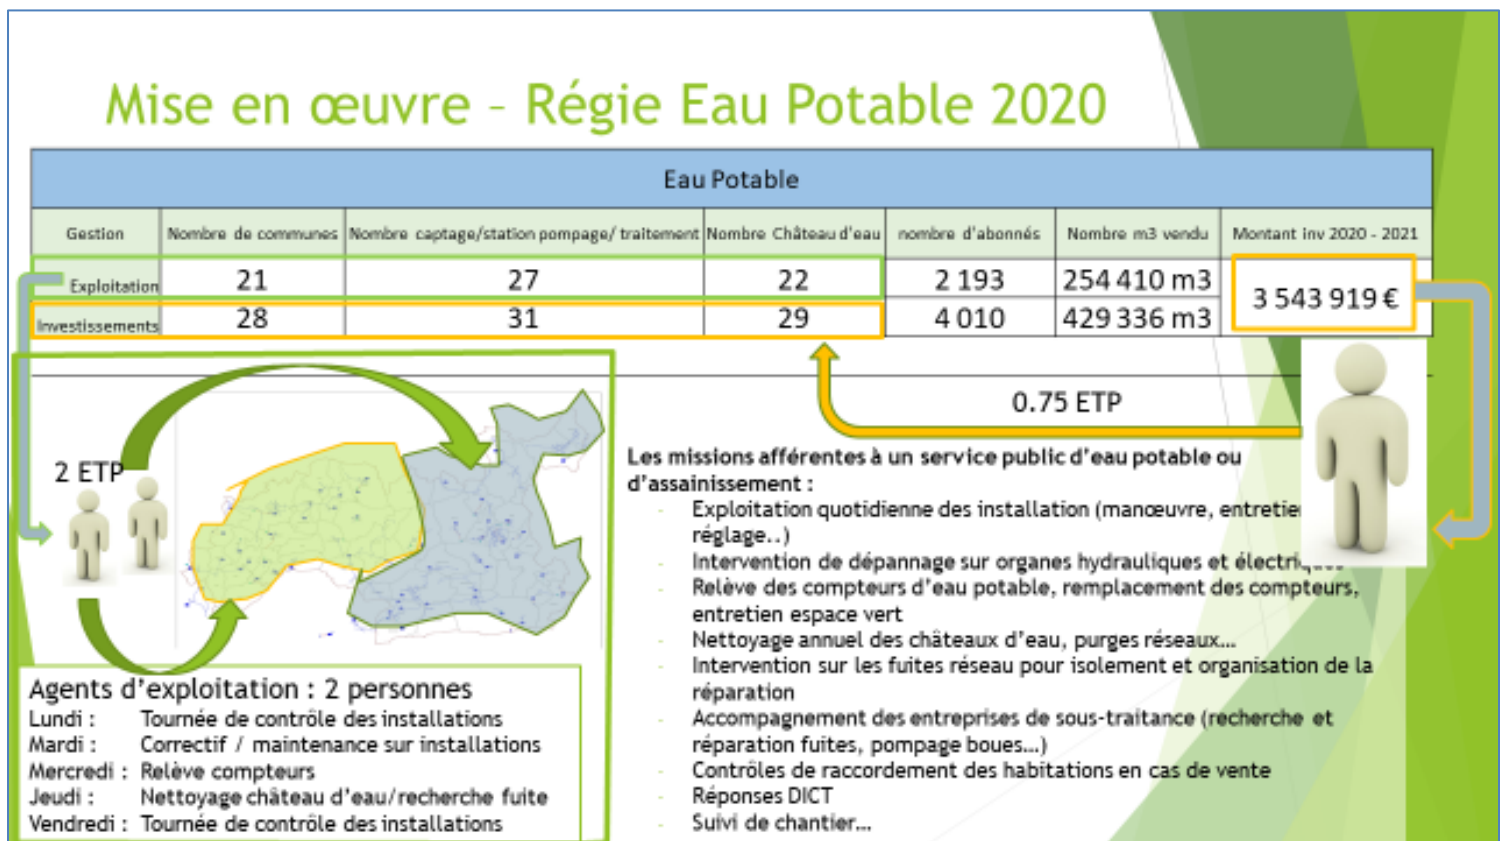 Mise en œuvre – Régie Eau Potable 2020
Eau Potable
Gestion Nombre de communes Nombre captage/station pompage/ traitement Nombre Château d'eau nombre d'abonnés Nombre m3 vendu Montant inv 2020 - 2021
Exploitation 21 27 22 2 193 254 410 m3 3 543 919 €
Investissements 28 31 29 4 010 429 336 m3
0.75 ETP
2 ETP
Agents d'exploitation : 2 personnes
Lundi : Tournée de contrôle des installations
Mardi : Correctif / maintenance sur installations
Mercredi : Relève compteurs
Jeudi : Nettoyage château d'eau/recherche fuite
Vendredi : Tournée de contrôle des installations
Les missions afférentes à un service public d'eau potable ou
d'assainissement :
- Exploitation quotidienne des installation (manœuvre,
réglage..)
- Intervention de dépannage sur organes hydrauliques et
- Relève des compteurs d'eau potable, remplacement des compteurs,
entretien espace vert
- Nettoyage annuel des châteaux d'eau, purges réseaux…
- Intervention sur les fuites réseau pour isolement et organisation de la
réparation
- Accompagnement des entreprises de sous-traitance (recherche et
réparation fuites, pompage boues…)
- Contrôles de raccordement des habitations en cas de vente
- Réponses DICT
- Suivi de chantier…